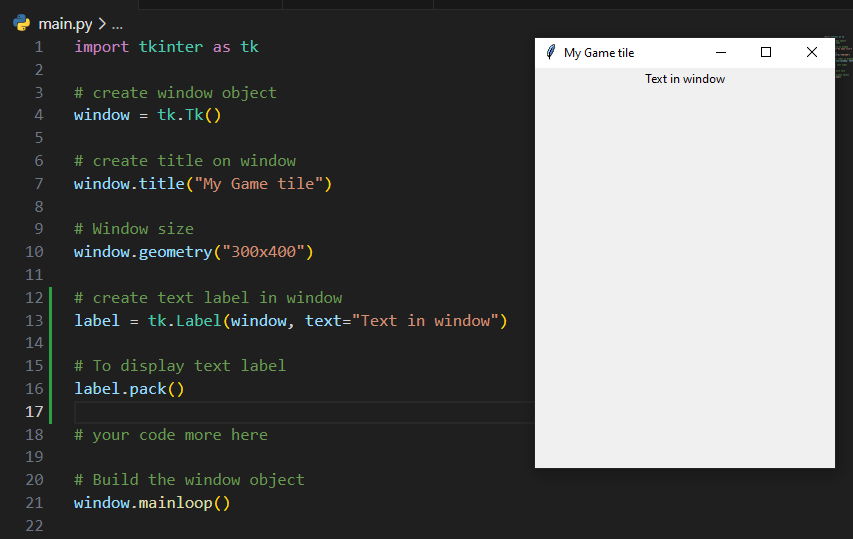 main.py > ...
1 import tkinter as tk
2
3 # create window object
4 window = tk.Tk()
5
6 # create title on window
7 window.title("My Game tile")
8
9 # Window size
10 window.geometry("300x400")
11
12 # create text label in window
13 label = tk.Label(window, text="Text in window")
14
15 # To display text label
16 label.pack()
17
18 # your code more here
19
20 # Build the window object
21 window.mainloop()
22
My Game tile
Text in window